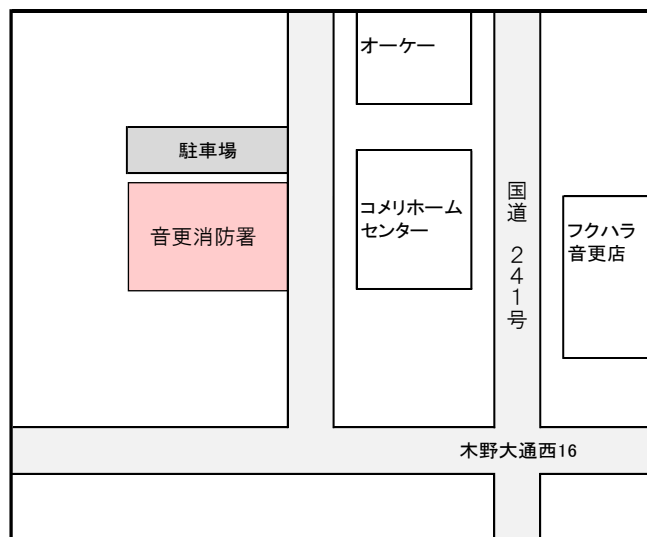 オーケー
駐車場
音更消防署
コメリホーム
センター
国道 241号
フクハラ
音更店
木野大通西16